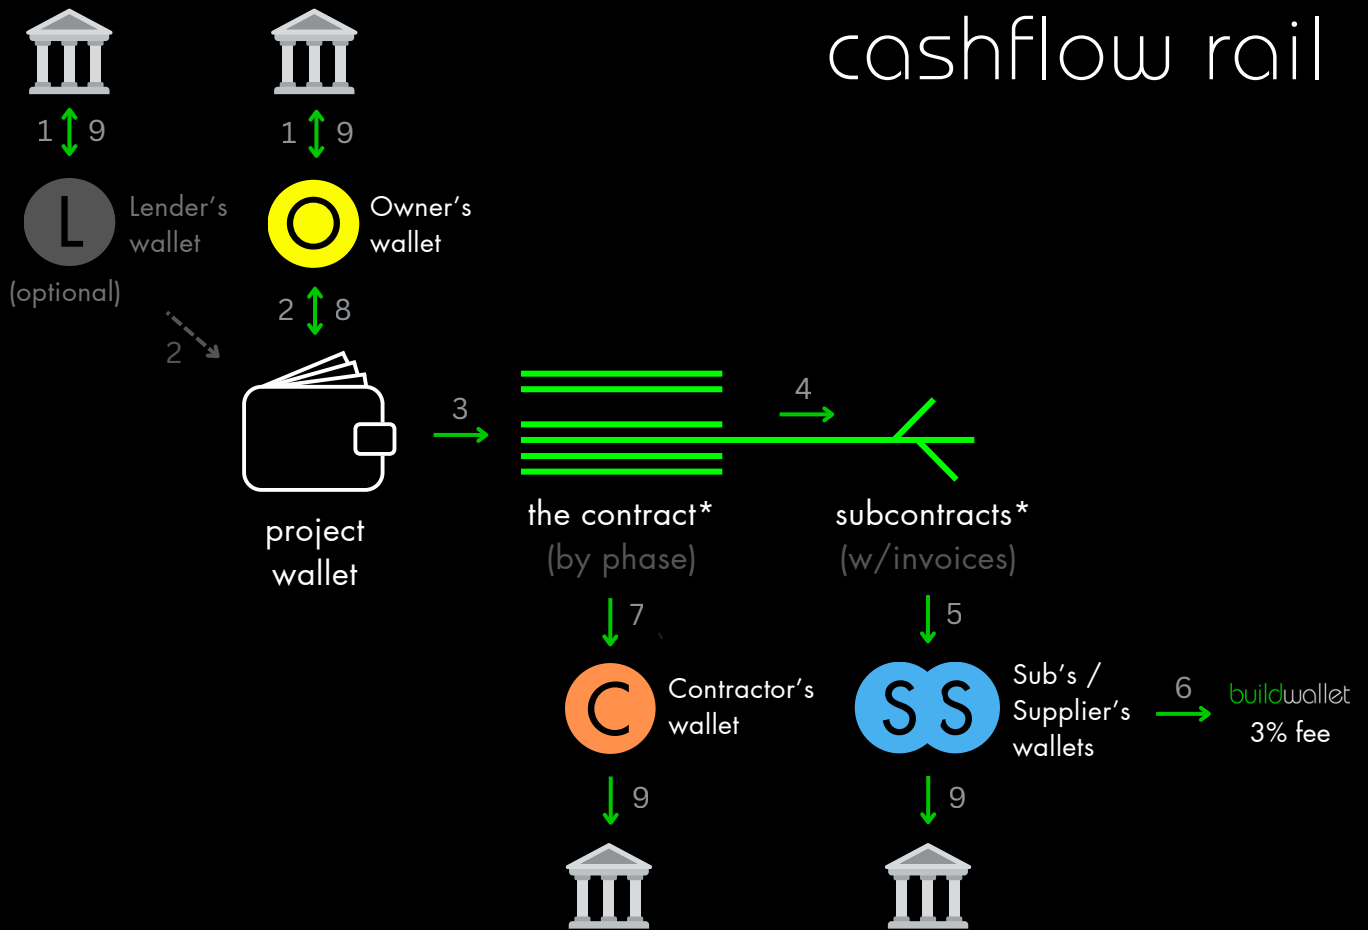 cashflow rail
1 9
1 9
L
Lender's
wallet
(optional)
O
Owner's
wallet
2
2 8
project
wallet
3
4
the contract*
(by phase)
subcontracts*
(w/invoices)
7
5
C
Contractor's
wallet
S S
Sub's /
Supplier's
wallets
6
buildwallet
3% fee
9
9